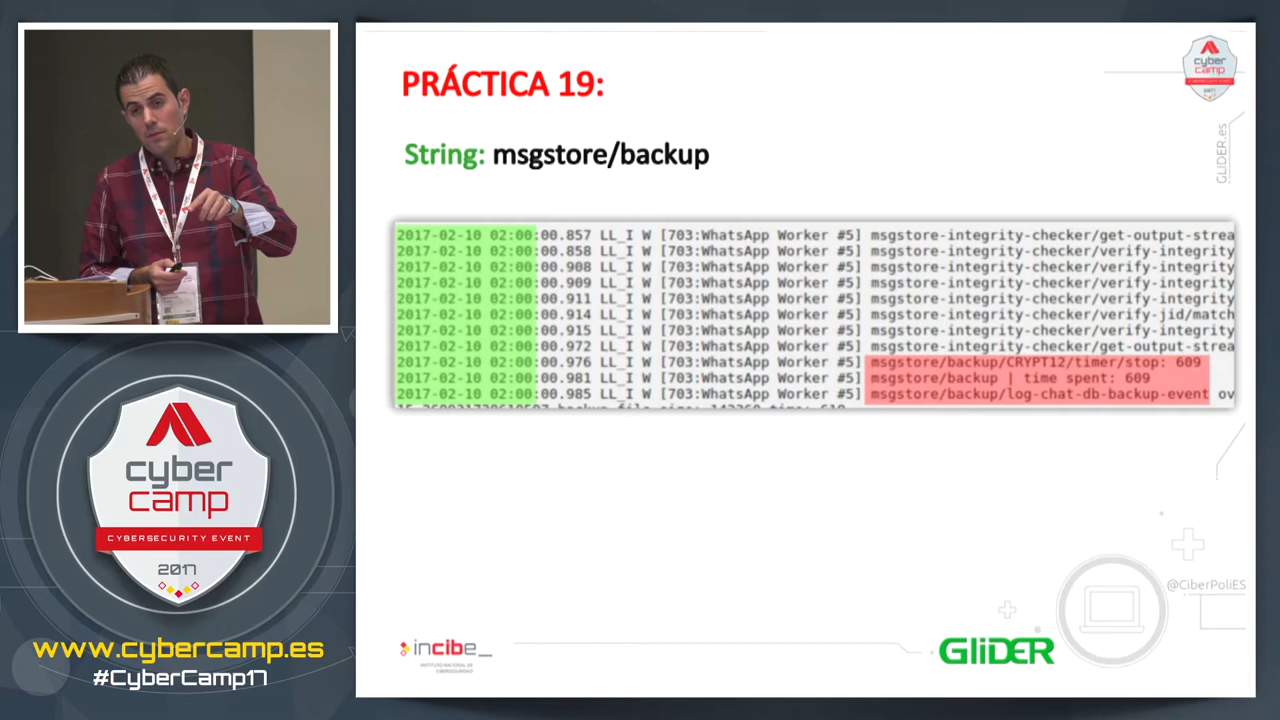 PRÁCTICA 19:
String: msgstore/backup
2017-02-10 02:00:00.857 LL_I W [703:WhatsApp Worker #5] msgstore-integrity-checker/get-output-strea
2017-02-10 02:00:00.858 LL_I W [703:WhatsApp Worker #5] msgstore-integrity-checker/verify-integrity
2017-02-10 02:00:00.908 LL_I W [703:WhatsApp Worker #5] msgstore-integrity-checker/verify-integrity
2017-02-10 02:00:00.909 LL_I W [703:WhatsApp Worker #5] msgstore-integrity-checker/verify-integrity
2017-02-10 02:00:00.911 LL_I W [703:WhatsApp Worker #5] msgstore-integrity-checker/verify-integrity
2017-02-10 02:00:00.914 LL_I W [703:WhatsApp Worker #5] msgstore-integrity-checker/verify-jid/match
2017-02-10 02:00:00.915 LL_I W [703:WhatsApp Worker #5] msgstore-integrity-checker/verify-integrity
2017-02-10 02:00:00.972 LL_I W [703:WhatsApp Worker #5] msgstore-integrity-checker/get-output-strea
2017-02-10 02:00:00.976 LL_I W [703:WhatsApp Worker #5] msgstore/backup/CRYPT12/timer/stop: 609
2017-02-10 02:00:00.981 LL_I W [703:WhatsApp Worker #5] msgstore/backup | time spent: 609
2017-02-10 02:00:00.985 LL_I W [703:WhatsApp Worker #5] msgstore/backup/log-chat-db-backup-event ov
cyber
camp
2017
GLIDER.es
@CiberPoliES
incibe_
INSTITUTO NACIONAL DE
CIBERSEGURIDAD
GLiDER
cyber
camp
CYBERSECURITY EVENT
2017
www.cybercamp.es
#CyberCamp17